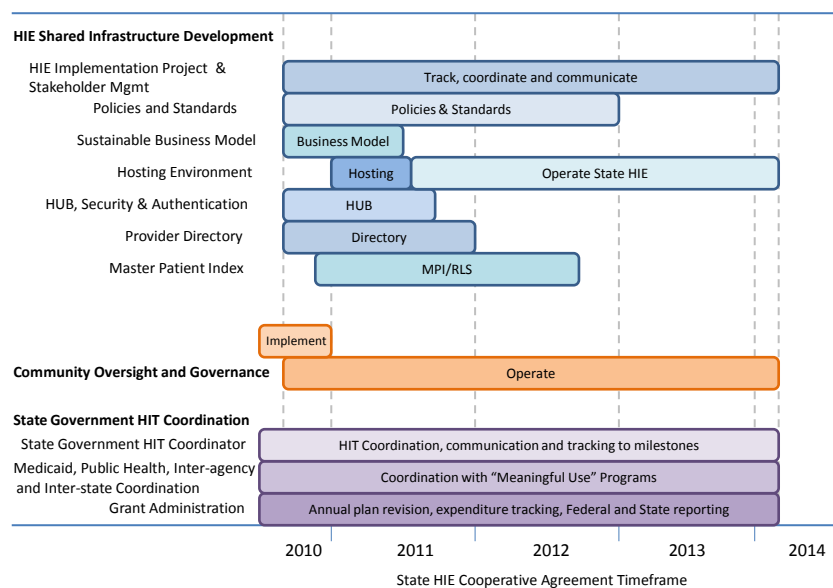 HIE Shared Infrastructure Development
HIE Implementation Project &
Stakeholder Mgmt
Track, coordinate and communicate
Policies and Standards
Policies & Standards
Sustainable Business Model
Business Model
Hosting Environment
Hosting
Operate State HIE
HUB, Security & Authentication
HUB
Provider Directory
Directory
Master Patient Index
MPI/RLS
Implement
Community Oversight and Governance
Operate
State Government HIT Coordination
State Government HIT Coordinator
HIT Coordination, communication and tracking to milestones
Medicaid, Public Health, Inter-agency
and Inter-state Coordination
Coordination with “Meaningful Use” Programs
Grant Administration
Annual plan revision, expenditure tracking, Federal and State reporting
2010 2011 2012 2013 2014
State HIE Cooperative Agreement Timeframe